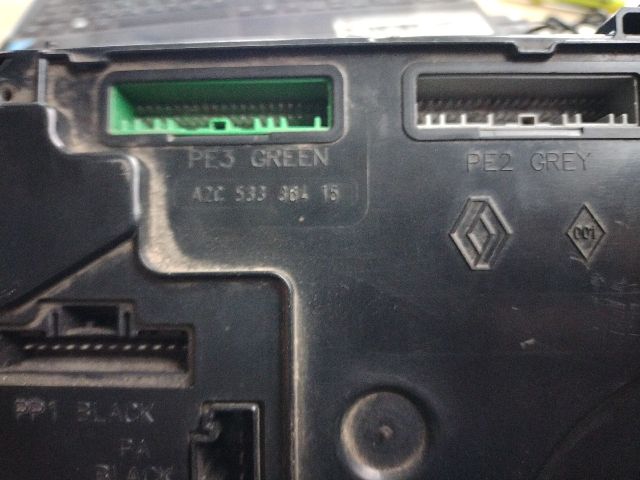 PE3 GREEN
PE2 GREY
A2C 533 364 15
001
PP1 BLACK
PA
BLACK